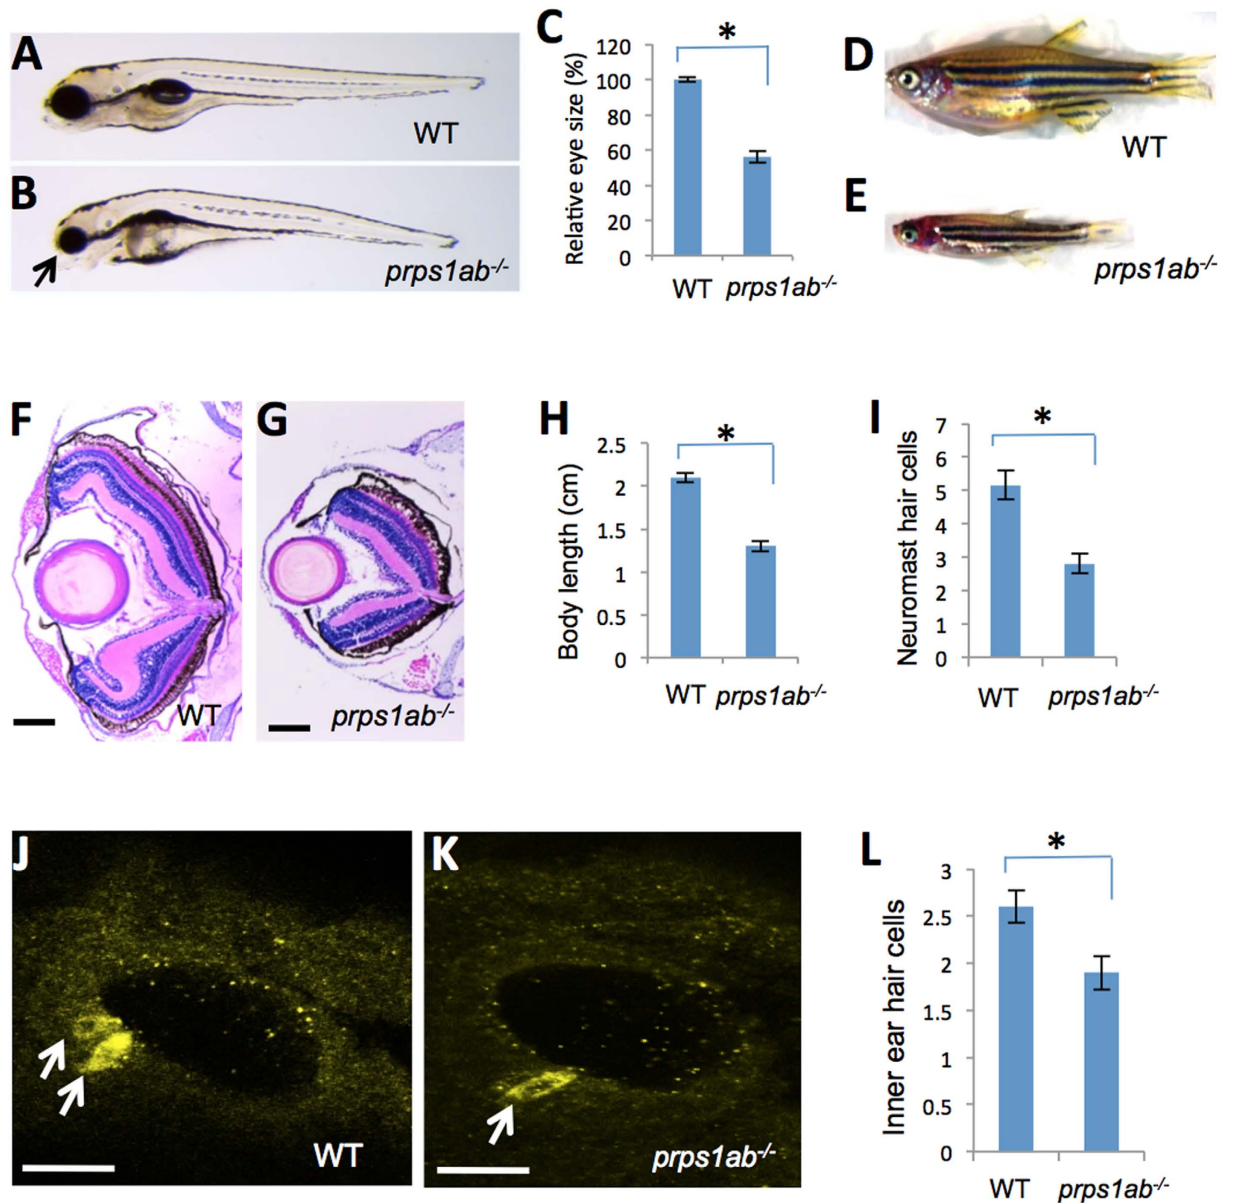 A
WT
B
prps1ab-/-
C
*
120
100
80
60
40
20
0
Relative eye size (%)
WT prps1ab-/-
D
WT
E
prps1ab-/-
F
WT
G
prps1ab-/-
H
*
2.5
2
1.5
1
0.5
0
Body length (cm)
WT prps1ab-/-
I
*
7
6
5
4
3
2
1
0
Neuromast hair cells
WT prps1ab-/-
J
WT
K
prps1ab-/-
L
*
3
2.5
2
1.5
1
0.5
0
Inner ear hair cells
WT prps1ab-/-